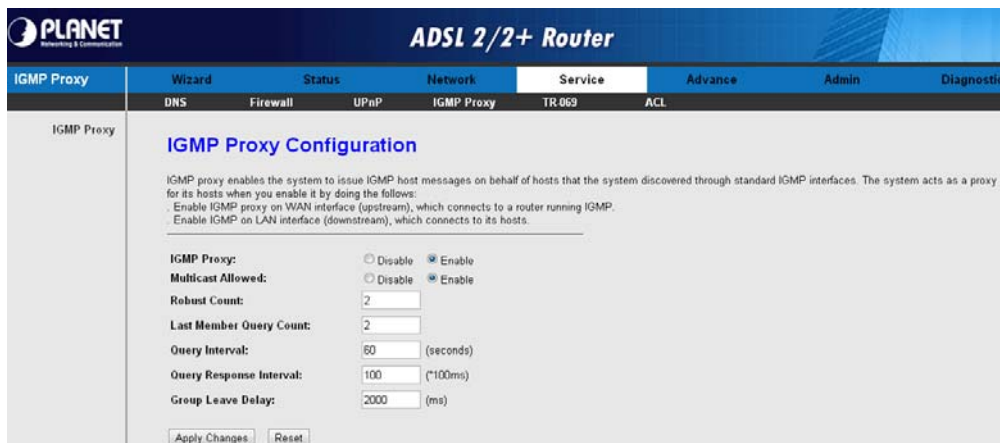 PLANET
Networking & Communication
ADSL 2/2+ Router
IGMP Proxy
Wizard Status Network Service Advance Admin Diagnostic
DNS Firewall UPnP IGMP Proxy TR-069 ACL
IGMP Proxy
IGMP Proxy Configuration
IGMP proxy enables the system to issue IGMP host messages on behalf of hosts that the system discovered through standard IGMP interfaces. The system acts as a proxy
for its hosts when you enable it by doing the follows:
. Enable IGMP proxy on WAN interface (upstream), which connects to a router running IGMP.
. Enable IGMP on LAN interface (downstream), which connects to its hosts.
IGMP Proxy: Disable Enable
Multicast Allowed: Disable Enable
Robust Count: 2
Last Member Query Count: 2
Query Interval: 60 (seconds)
Query Response Interval: 100 (*100ms)
Group Leave Delay: 2000 (ms)
Apply Changes Reset